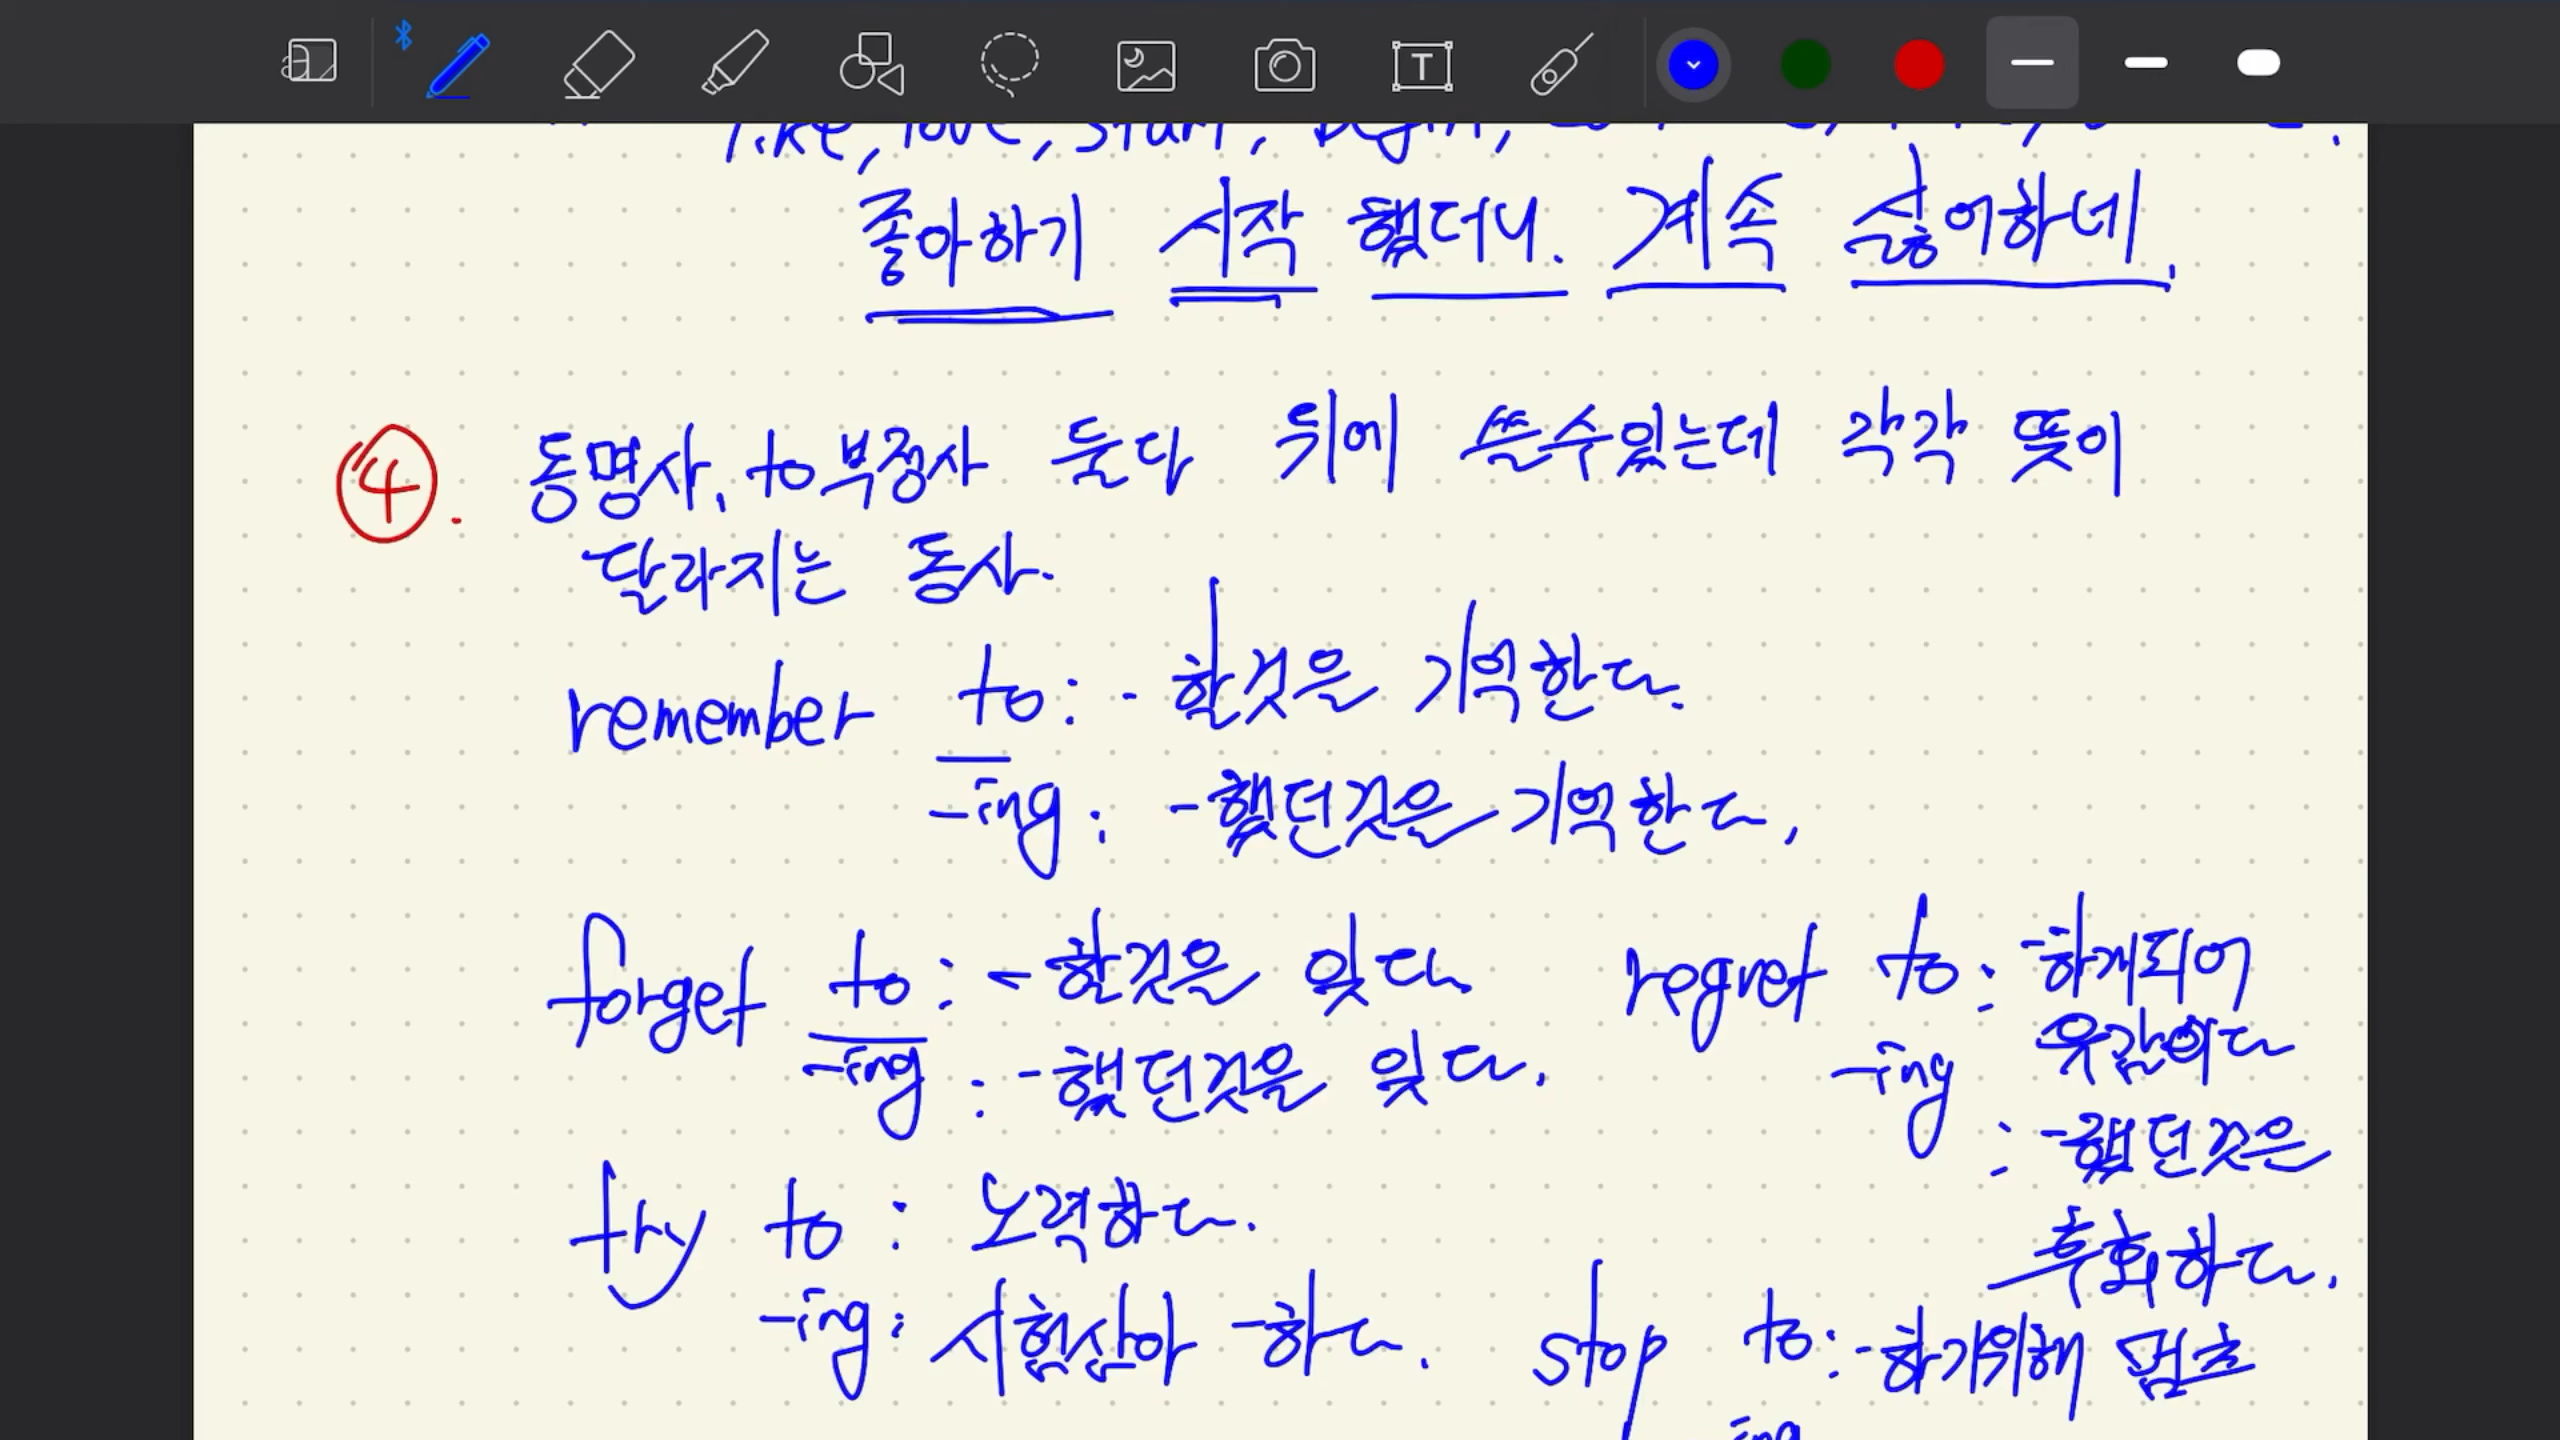 like, love, start, begin,
좋아하기 시작 했더니. 계속 싫어하네.
④. 동명사, to부정사 둘다 뒤에 쓸수있는데 각각 뜻이
달라지는 동사.
remember to: -할것을 기억한다.
-ing: -했던것을 기억한다.
forget to: -할것을 잊다.
-ing: -했던것을 잊다.
regret to: -하게되어
유감이다
-ing
: -했던것은
후회하다.
try to: 노력하다.
-ing: 시험삼아 -하다.
stop to: -하기위해 멈추
-ing